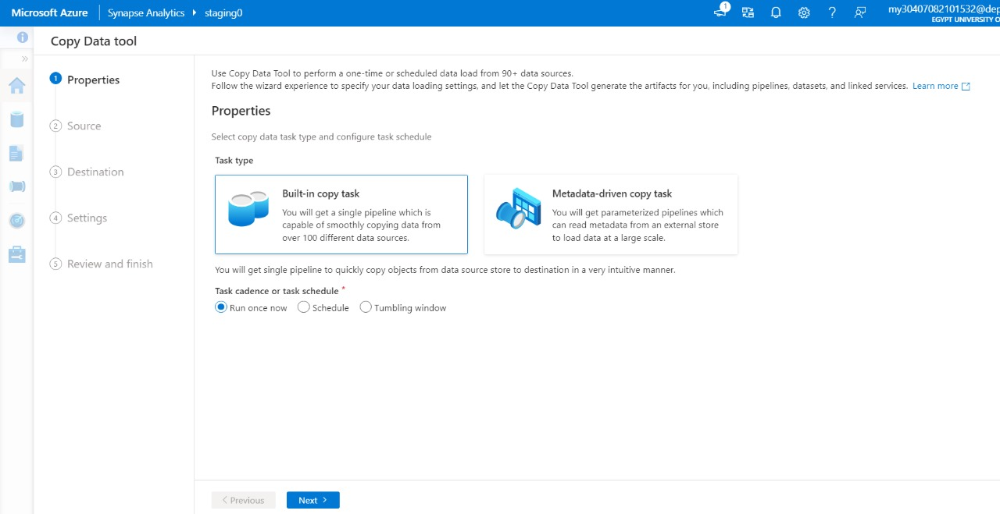 Microsoft Azure
Synapse Analytics
staging0
1
?
my30407082101532@dep
EGYPT UNIVERSITY O
Copy Data tool
1 Properties
2 Source
3 Destination
4 Settings
5 Review and finish
Use Copy Data Tool to perform a one-time or scheduled data load from 90+ data sources.
Follow the wizard experience to specify your data loading settings, and let the Copy Data Tool generate the artifacts for you, including pipelines, datasets, and linked services. Learn more
Properties
Select copy data task type and configure task schedule
Task type
Built-in copy task
You will get a single pipeline which is
capable of smoothly copying data from
over 100 different data sources.
Metadata-driven copy task
You will get parameterized pipelines which
can read metadata from an external store
to load data at a large scale.
You will get single pipeline to quickly copy objects from data source store to destination in a very intuitive manner.
Task cadence or task schedule *
Run once now
Schedule
Tumbling window
< Previous
Next >